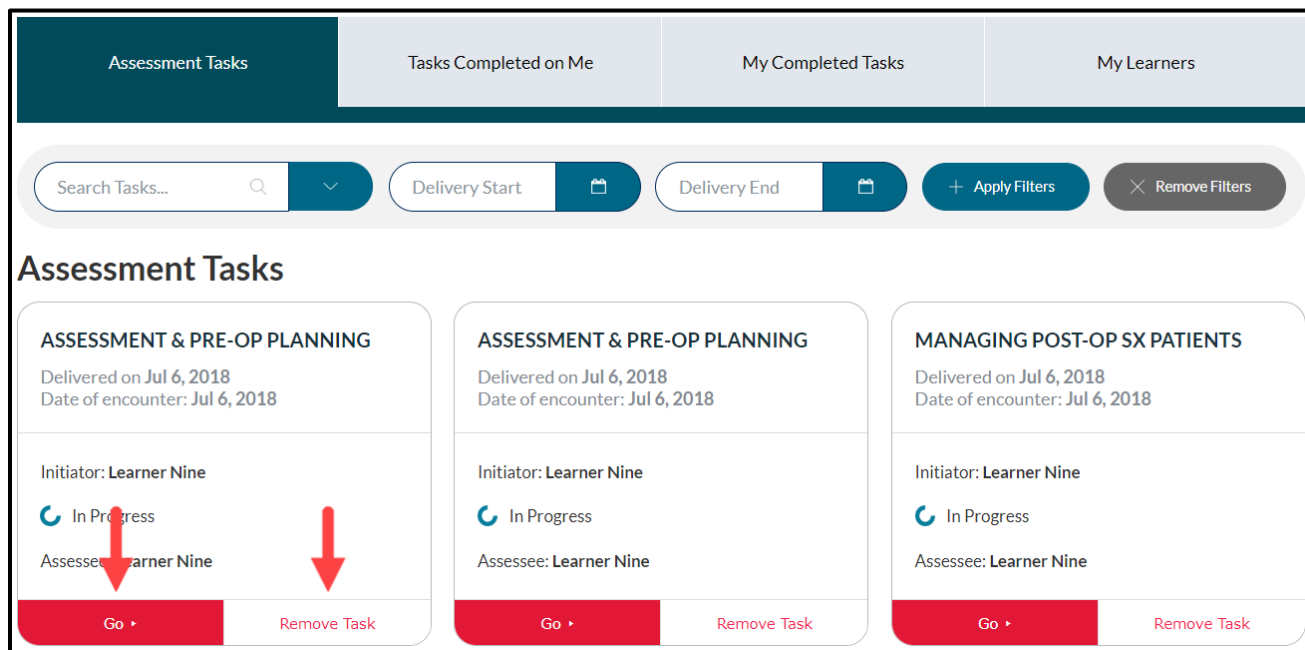 Assessment Tasks
Tasks Completed on Me
My Completed Tasks
My Learners
Search Tasks...
Delivery Start
Delivery End
Apply Filters
Remove Filters
Assessment Tasks
ASSESSMENT & PRE-OP PLANNING
Delivered on Jul 6, 2018
Date of encounter: Jul 6, 2018
Initiator: Learner Nine
In Progress
Assessee: Learner Nine
Go
Remove Task
ASSESSMENT & PRE-OP PLANNING
Delivered on Jul 6, 2018
Date of encounter: Jul 6, 2018
Initiator: Learner Nine
In Progress
Assessee: Learner Nine
Go
Remove Task
MANAGING POST-OP SX PATIENTS
Delivered on Jul 6, 2018
Date of encounter: Jul 6, 2018
Initiator: Learner Nine
In Progress
Assessee: Learner Nine
Go
Remove Task